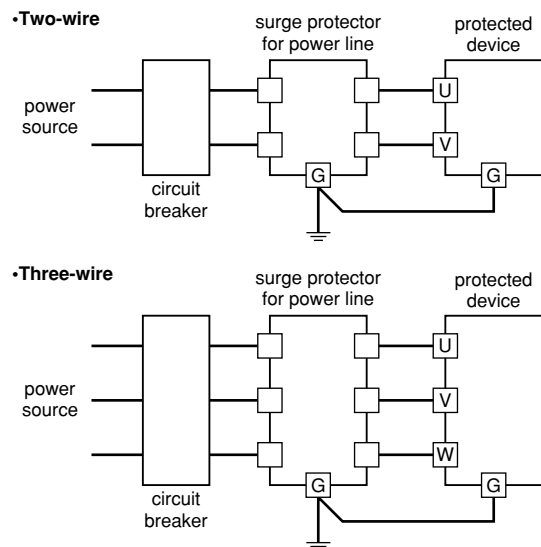 •Two-wire
surge protector
for power line
protected
device
power
source
circuit
breaker
U
V
G
G
•Three-wire
surge protector
for power line
protected
device
power
source
circuit
breaker
U
V
W
G
G